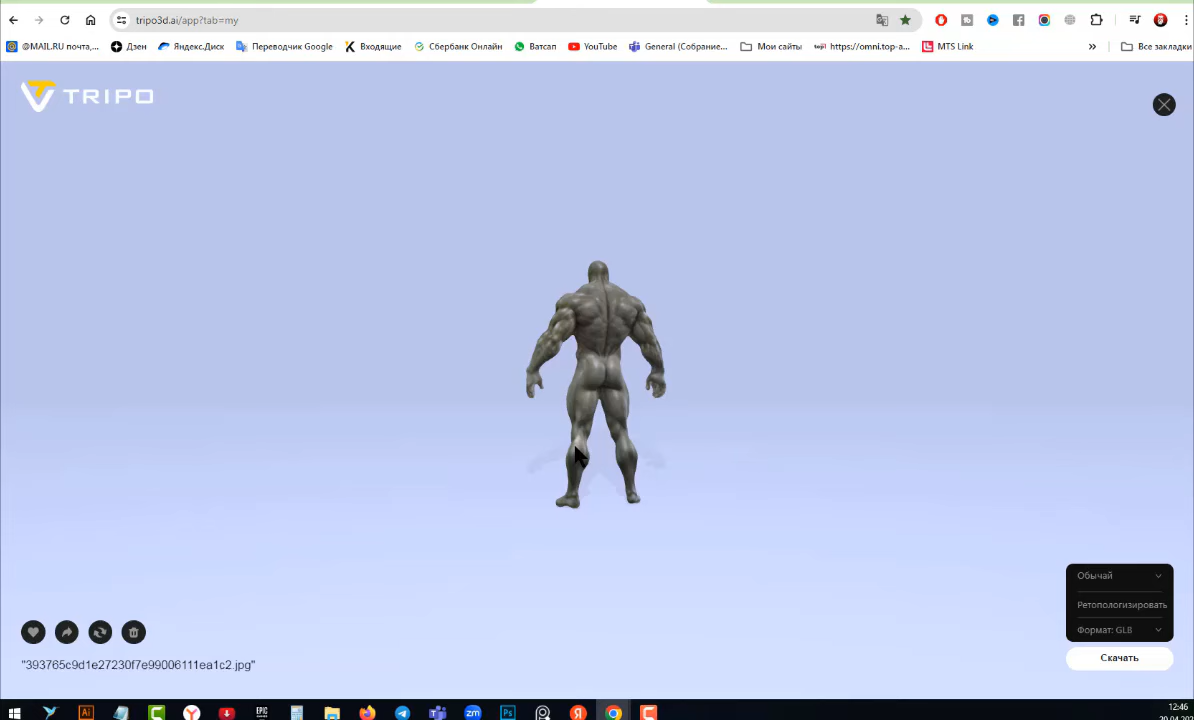 tripo3d.ai/app?tab=my
@MAIL.RU почта,... Дзен Яндекс.Диск Переводчик Google Входящие Сбербанк Онлайн Ватсап YouTube General (Собрание... Мои сайты https://omni.top-a... MTS Link » Все закладки
TRIPO
Обычай
Ретопологизировать
Формат: GLB
Скачать
"393765c9d1e27230f7e99006111ea1c2.jpg"
12:46